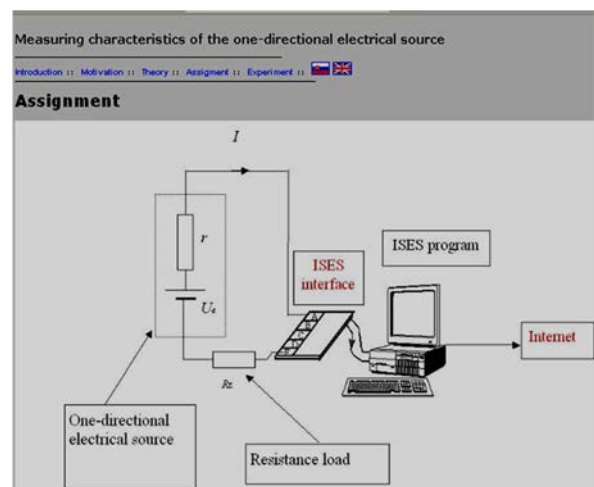 Measuring characteristics of the one-directional electrical source
Introduction :: Motivation :: Theory :: Assigment :: Experiment ::
Assignment
I
r
Ue
ISES
interface
ISES program
Internet
Rz
One-directional
electrical source
Resistance load